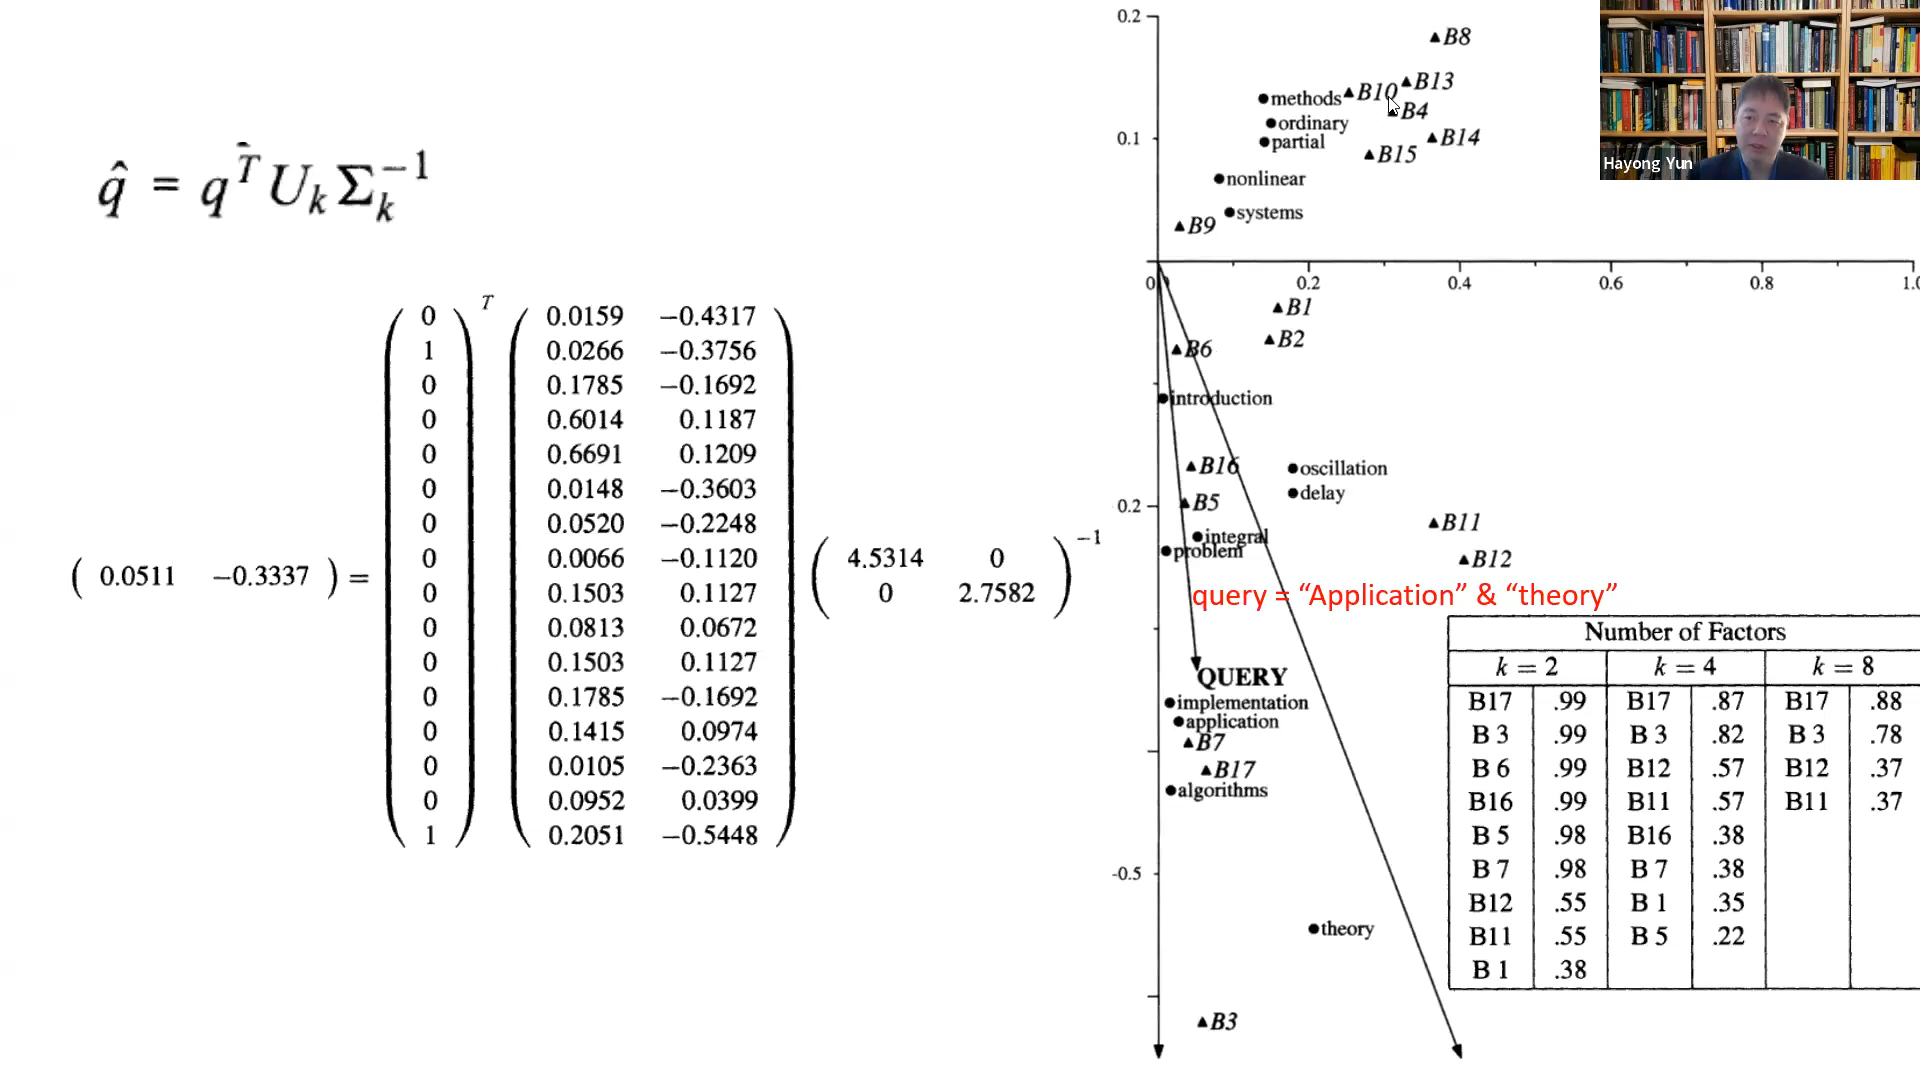 q̂ = q^T U_k Σ_k^{-1}
( 0.0511 −0.3337 ) =
T
0
1
0
0
0
0
0
0
0
0
0
0
0
0
0
1
0.0159 −0.4317
0.0266 −0.3756
0.1785 −0.1692
0.6014 0.1187
0.6691 0.1209
0.0148 −0.3603
0.0520 −0.2248
0.0066 −0.1120
0.1503 0.1127
0.0813 0.0672
0.1503 0.1127
0.1785 −0.1692
0.1415 0.0974
0.0105 −0.2363
0.0952 0.0399
0.2051 −0.5448
4.5314 0
0 2.7582
−1
0.2
B8
B13
methods B10
B4
ordinary
0.1
partial
B14
B15
nonlinear
systems
B9
0 0.2 0.4 0.6 0.8 1.0
B1
B2
B6
introduction
B16
oscillation
delay
B5
0.2
B11
integral
problem
B12
query = “Application” & “theory”
QUERY
implementation
application
B7
B17
algorithms
-0.5
theory
B3
Number of Factors
k = 2 k = 4 k = 8
B17 .99 B17 .87 B17 .88
B 3 .99 B 3 .82 B 3 .78
B 6 .99 B12 .57 B12 .37
B16 .99 B11 .57 B11 .37
B 5 .98 B16 .38
B 7 .98 B 7 .38
B12 .55 B 1 .35
B11 .55 B 5 .22
B 1 .38
Hayong Yun